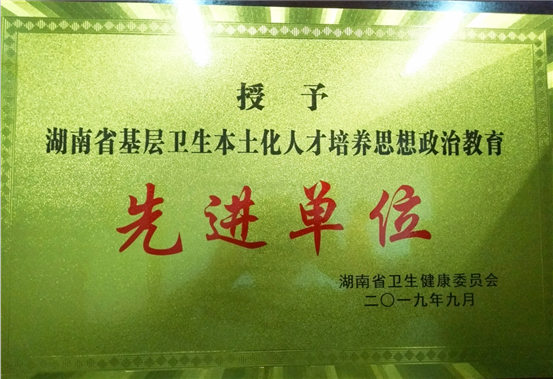 授予
湖南省基层卫生本土化人才培养思想政治教育
先进单位
湖南省卫生健康委员会
二〇一九年九月